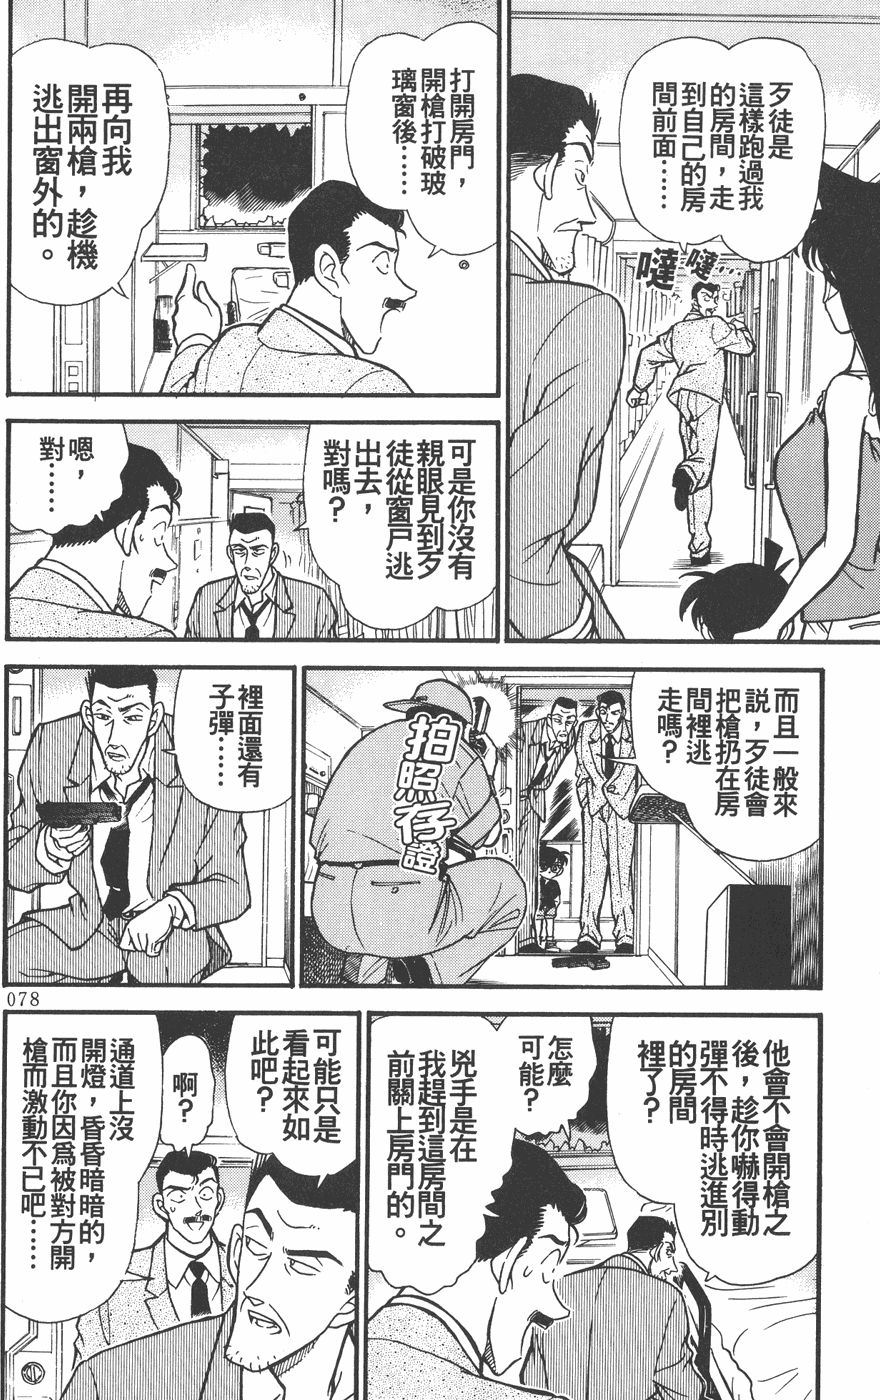 歹徒是
這樣跑過我
的房間，走
到自己的房
間前面……
噠噠…
打開房門，
開槍打破玻
璃窗後……
再向我
開兩槍，趁機
逃出窗外的。
可是你沒有
親眼見到歹
徒從窗戶逃
出去，
對嗎？
嗯，
對……
而且一般來
説，歹徒會
把槍扔在房
間裡逃
走嗎？
拍照存證
裡面還有
子彈……
078
他會不會開槍之
後，趁你嚇得動
彈不得時逃進別
的房間
裡了？
怎麼
可能？
兇手是在
我趕到這房間之
前關上房門的。
可能只是
看起來如
此吧？
啊？
通道上沒
開燈，昏昏暗暗的，
而且你因爲被對方開
槍而激動不已吧……